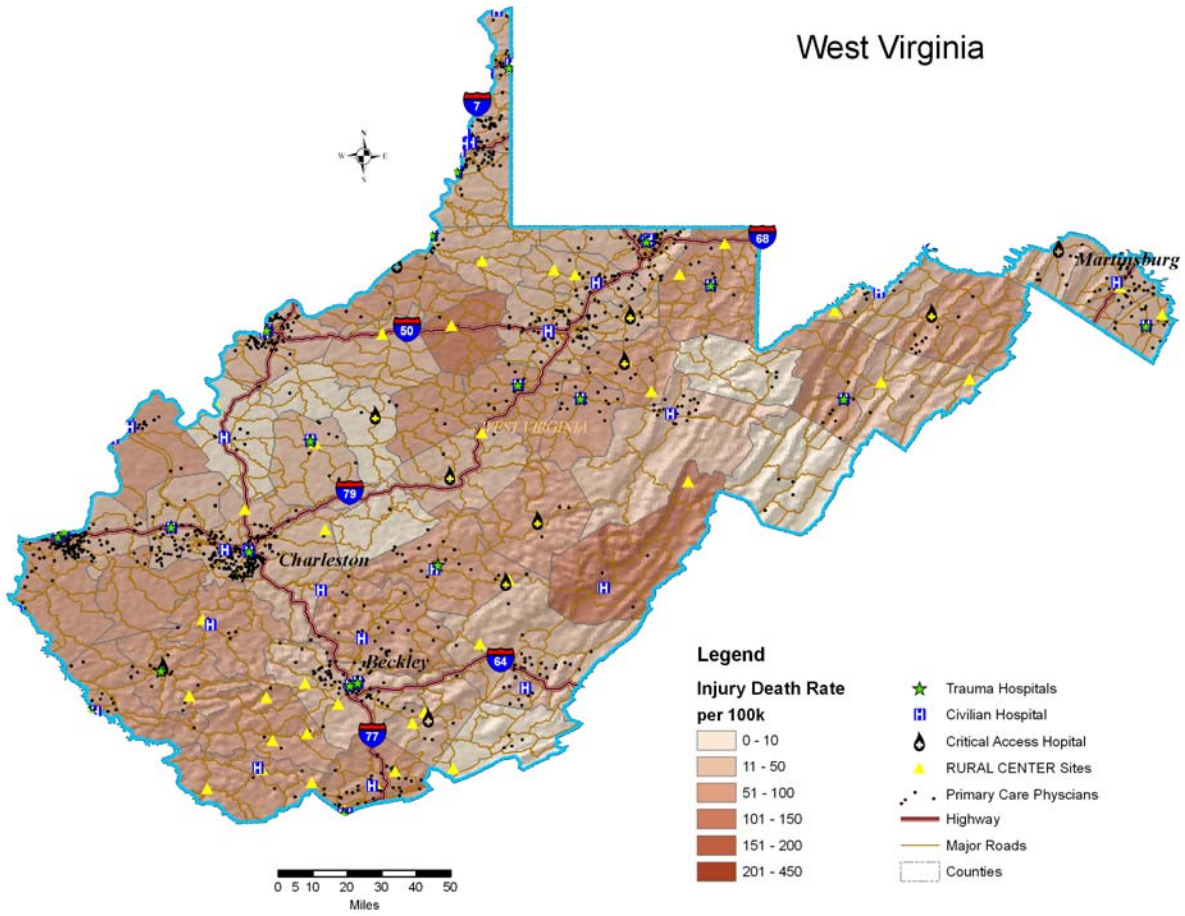 West Virginia
7
N
W E
S
68
Martinsburg
50
WEST VIRGINIA
79
Charleston
Beckley
64
77
Legend
Injury Death Rate
per 100k
0 - 10
11 - 50
51 - 100
101 - 150
151 - 200
201 - 450
Trauma Hospitals
H Civilian Hospital
Critical Access Hopital
RURAL CENTER Sites
Primary Care Physcians
Highway
Major Roads
Counties
0 5 10 20 30 40 50
Miles